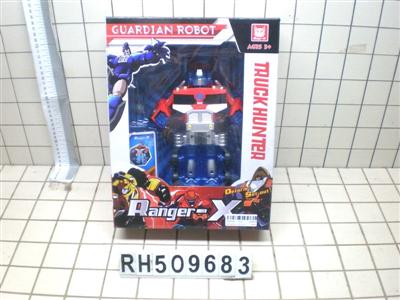 GUARDIAN ROBOT
AGES 3+
TRUCK HUNTER
Ranger-X
RH509683